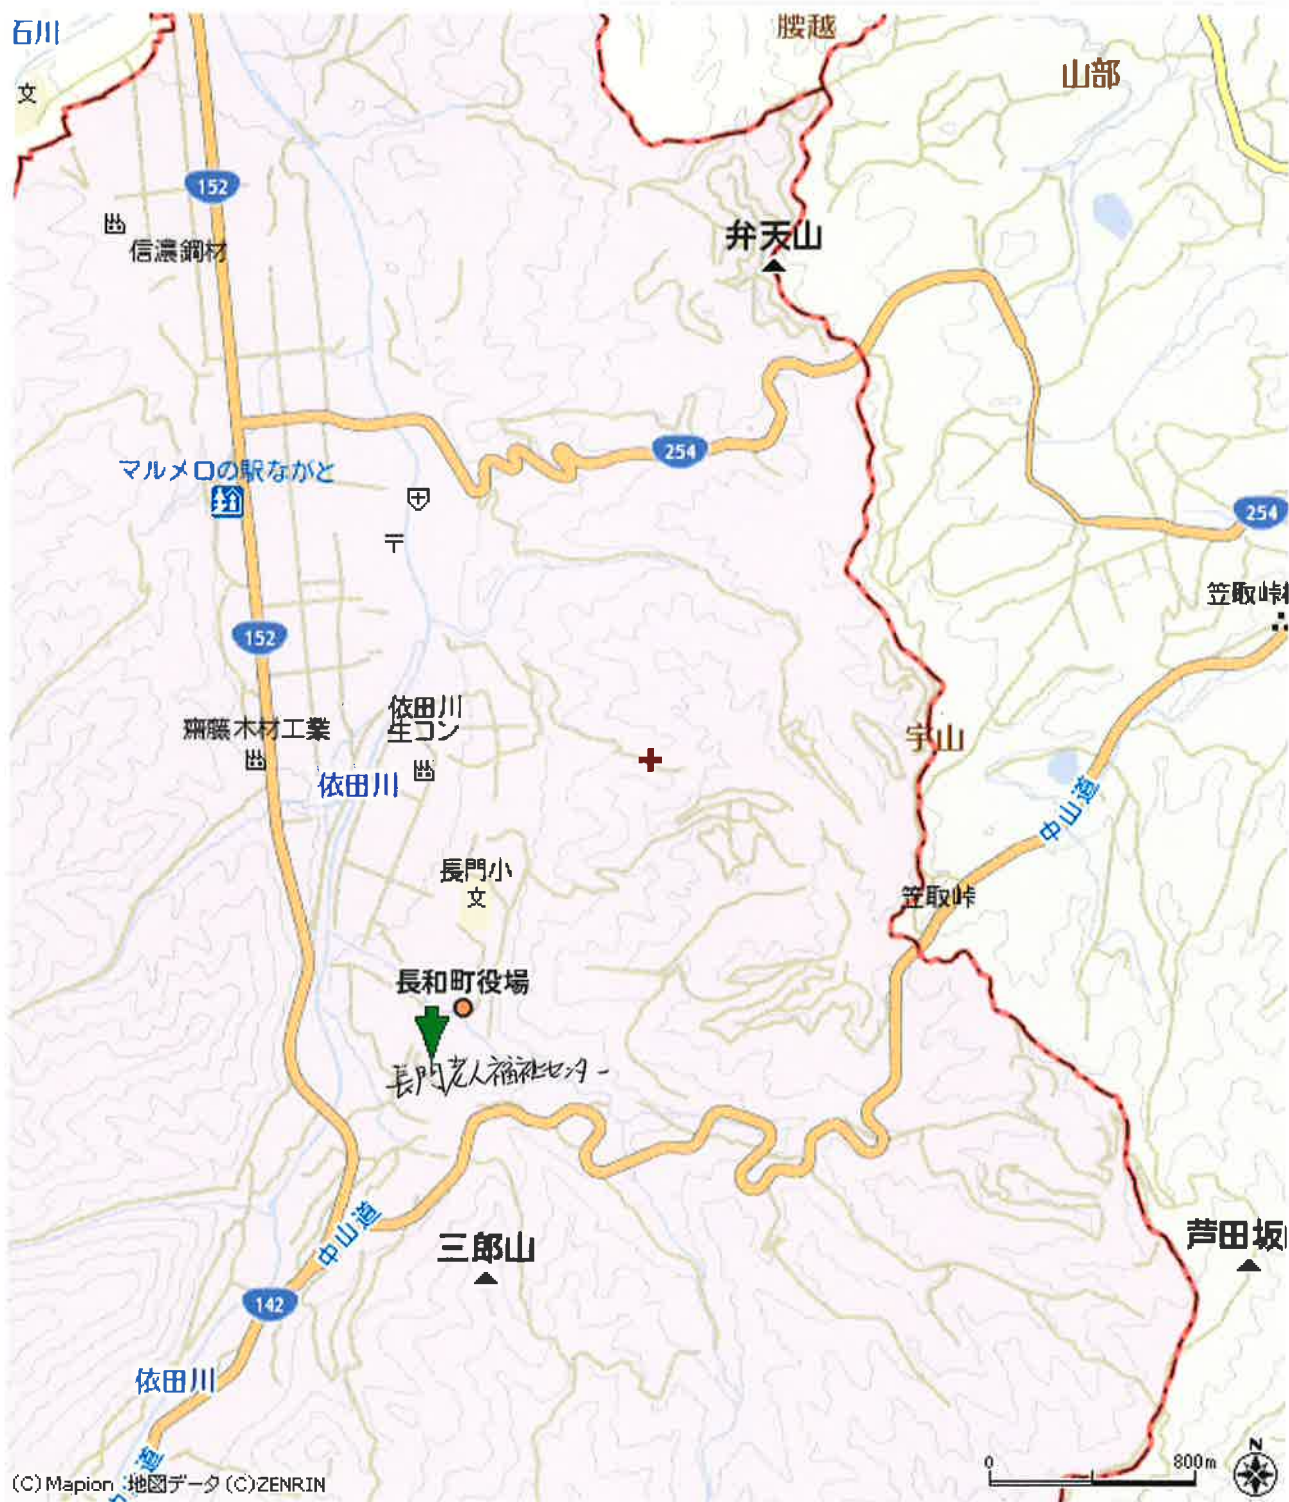 石川
腰越
山部
文
152
弁天山
信濃鋼材
254
マルメロの駅ながと
254
〒
笠取峠
152
依田川
生コン
齋藤木材工業
宇山
依田川
中山道
長門小
文
笠取峠
長和町役場
長門老人福祉センター
中山道
三郎山
芦田坂
142
依田川
道
0 800m
N
(C)Mapion 地図データ(C)ZENRIN